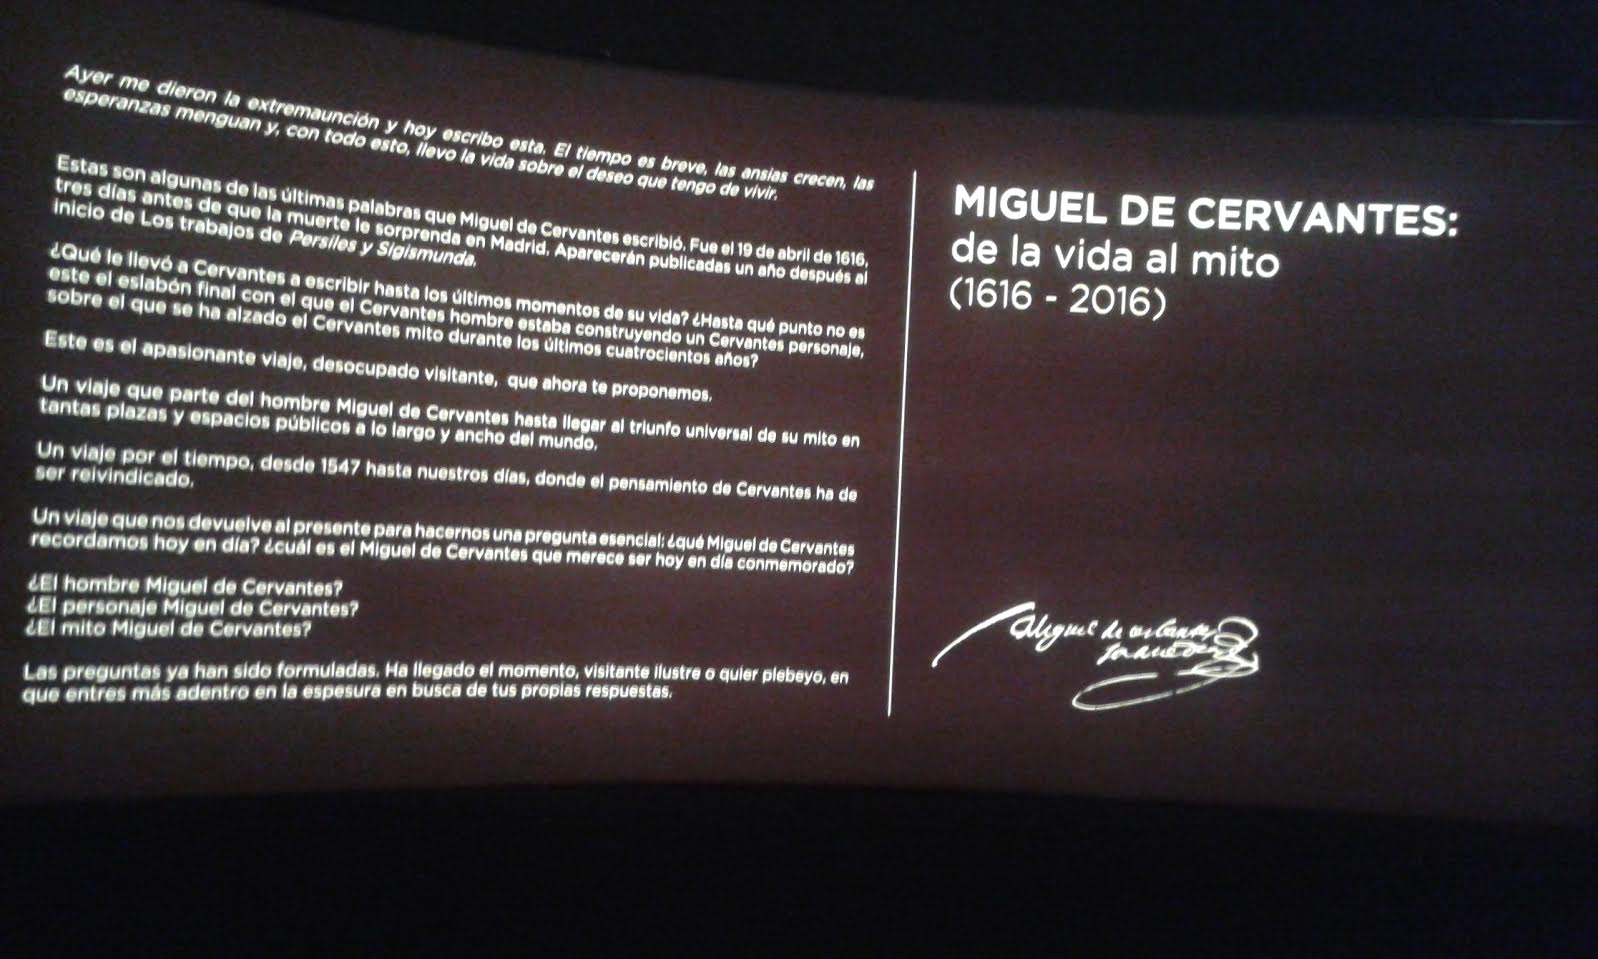 Ayer me dieron la extremaunción y hoy escribo esta. El tiempo es breve, las ansias crecen, las
esperanzas menguan y, con todo esto, llevo la vida sobre el deseo que tengo de vivir.
Estas son algunas de las últimas palabras que Miguel de Cervantes escribió. Fue el 19 de abril de 1616,
tres días antes de que la muerte le sorprenda en Madrid. Aparecerán publicadas un año después al
inicio de Los trabajos de Persiles y Sigismunda.
¿Qué le llevó a Cervantes a escribir hasta los últimos momentos de su vida? ¿Hasta qué punto no es
este el eslabón final con el que el Cervantes hombre estaba construyendo un Cervantes personaje,
sobre el que se ha alzado el Cervantes mito durante los últimos cuatrocientos años?
Este es el apasionante viaje, desocupado visitante, que ahora te proponemos.
Un viaje que parte del hombre Miguel de Cervantes hasta llegar al triunfo universal de su mito en
tantas plazas y espacios públicos a lo largo y ancho del mundo.
Un viaje por el tiempo, desde 1547 hasta nuestros días, donde el pensamiento de Cervantes ha de
ser reivindicado.
Un viaje que nos devuelve al presente para hacernos una pregunta esencial: ¿qué Miguel de Cervantes
recordamos hoy en día? ¿cuál es el Miguel de Cervantes que merece ser hoy en día conmemorado?
¿El hombre Miguel de Cervantes?
¿El personaje Miguel de Cervantes?
¿El mito Miguel de Cervantes?
Las preguntas ya han sido formuladas. Ha llegado el momento, visitante ilustre o quier plebeyo, en
que entres más adentro en la espesura en busca de tus propias respuestas.
MIGUEL DE CERVANTES:
de la vida al mito
(1616 - 2016)
Miguel de